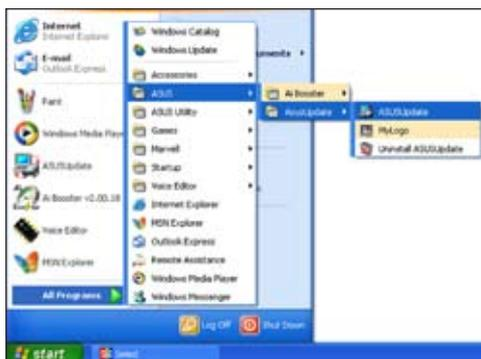 Internet
Internet Explorer
E-mail
Outlook Express
Paint
Windows Media Player
ASUSUpdate
Ai Booster v2.00.18
Voice Editor
MSN Explorer
All Programs
Windows Catalog
Windows Update
Accessories
ASUS
ASUS Utility
Games
Marvell
Startup
Voice Editor
Internet Explorer
MSN Explorer
Outlook Express
Remote Assistance
Windows Media Player
Windows Messenger
Ai Booster
AsusUpdate
ASUSUpdate
MyLogo
Uninstall ASUSUpdate
Log Off
Shut Down
start